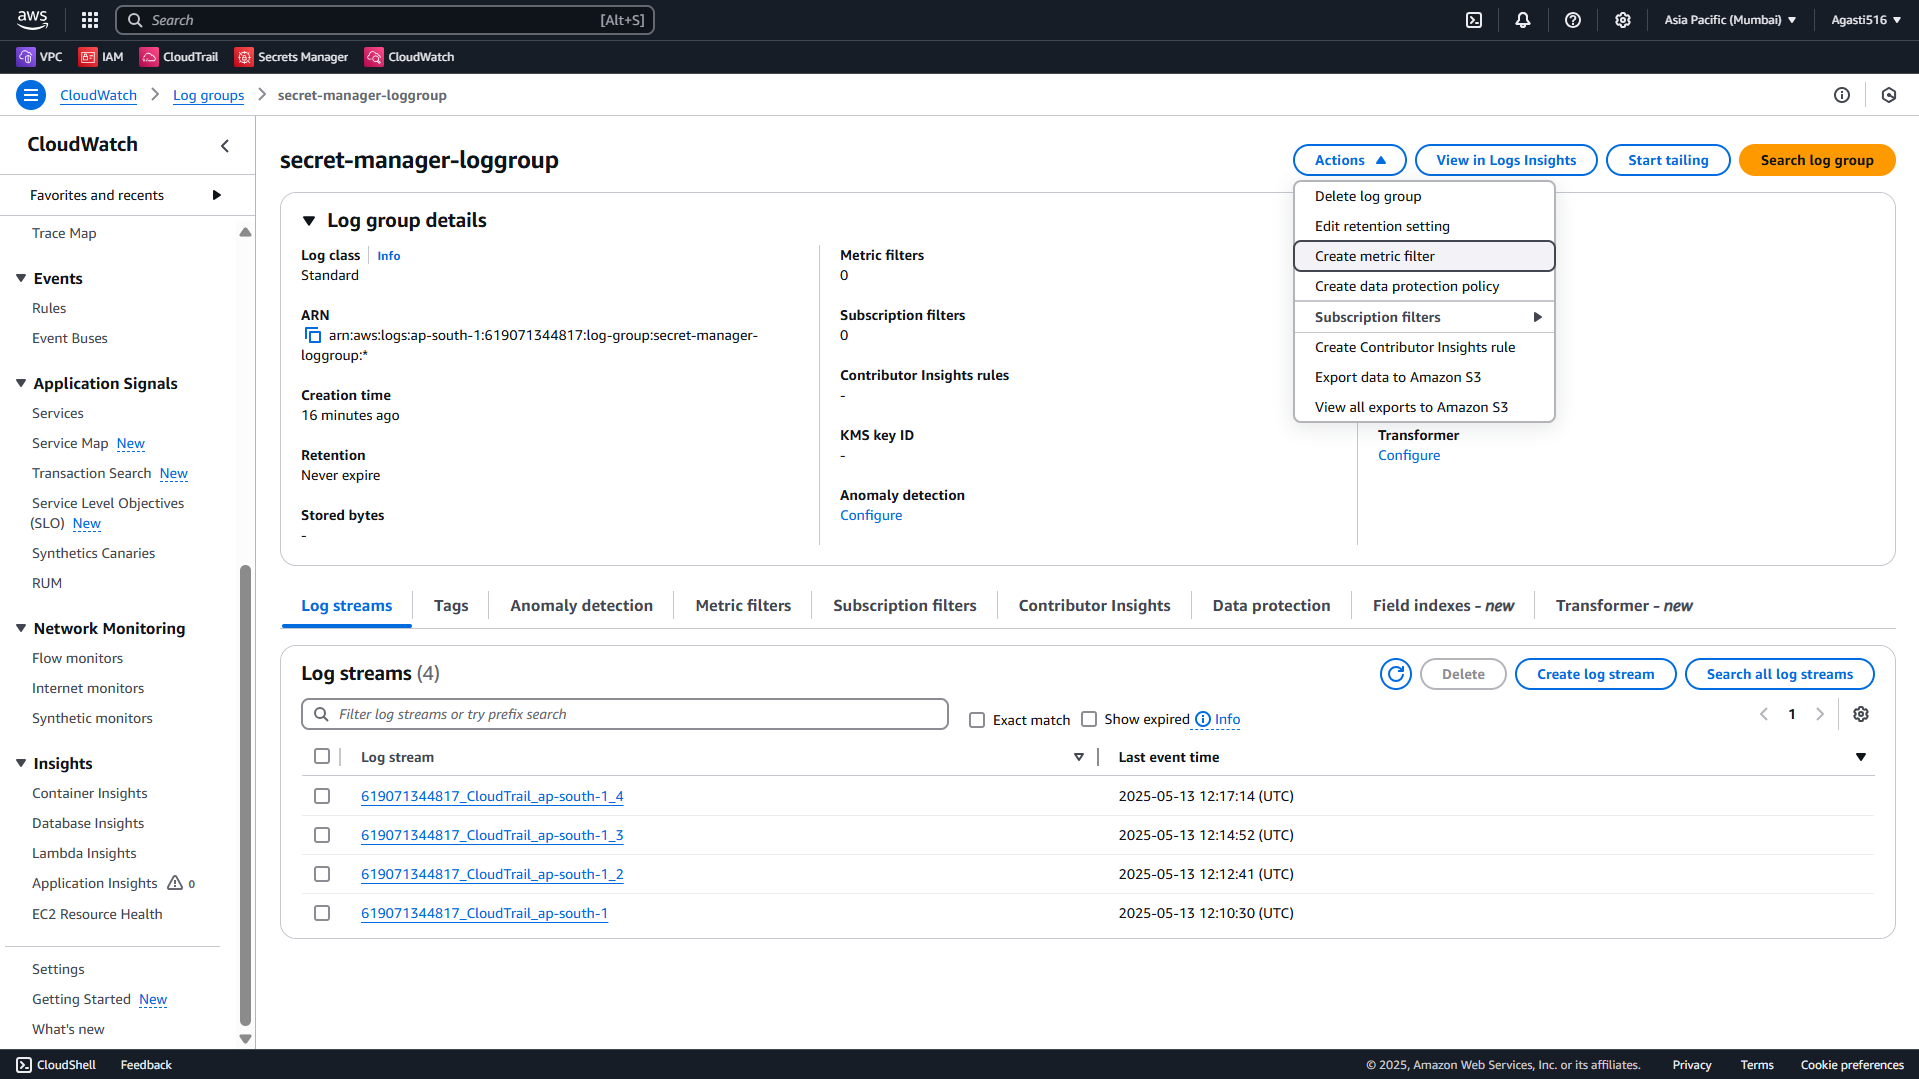 aws
Search
[Alt+S]
Asia Pacific (Mumbai)
Agasti516
VPC
IAM
CloudTrail
Secrets Manager
CloudWatch
CloudWatch
Log groups
secret-manager-loggroup
CloudWatch
Favorites and recents
Trace Map
Events
Rules
Event Buses
Application Signals
Services
Service Map New
Transaction Search New
Service Level Objectives
(SLO) New
Synthetics Canaries
RUM
Network Monitoring
Flow monitors
Internet monitors
Synthetic monitors
Insights
Container Insights
Database Insights
Lambda Insights
Application Insights 0
EC2 Resource Health
Settings
Getting Started New
What's new
secret-manager-loggroup
Actions
View in Logs Insights
Start tailing
Search log group
Delete log group
Edit retention setting
Create metric filter
Create data protection policy
Subscription filters
Create Contributor Insights rule
Export data to Amazon S3
View all exports to Amazon S3
Log group details
Log class Info
Standard
ARN
arn:aws:logs:ap-south-1:619071344817:log-group:secret-manager-
loggroup:*
Creation time
16 minutes ago
Retention
Never expire
Stored bytes
-
Metric filters
0
Subscription filters
0
Contributor Insights rules
-
KMS key ID
-
Anomaly detection
Configure
Transformer
Configure
Log streams
Tags
Anomaly detection
Metric filters
Subscription filters
Contributor Insights
Data protection
Field indexes - new
Transformer - new
Log streams (4)
Delete
Create log stream
Search all log streams
Filter log streams or try prefix search
Exact match
Show expired
Info
1
Log stream
Last event time
619071344817_CloudTrail_ap-south-1_4 2025-05-13 12:17:14 (UTC)
619071344817_CloudTrail_ap-south-1_3 2025-05-13 12:14:52 (UTC)
619071344817_CloudTrail_ap-south-1_2 2025-05-13 12:12:41 (UTC)
619071344817_CloudTrail_ap-south-1 2025-05-13 12:10:30 (UTC)
CloudShell
Feedback
© 2025, Amazon Web Services, Inc. or its affiliates.
Privacy
Terms
Cookie preferences